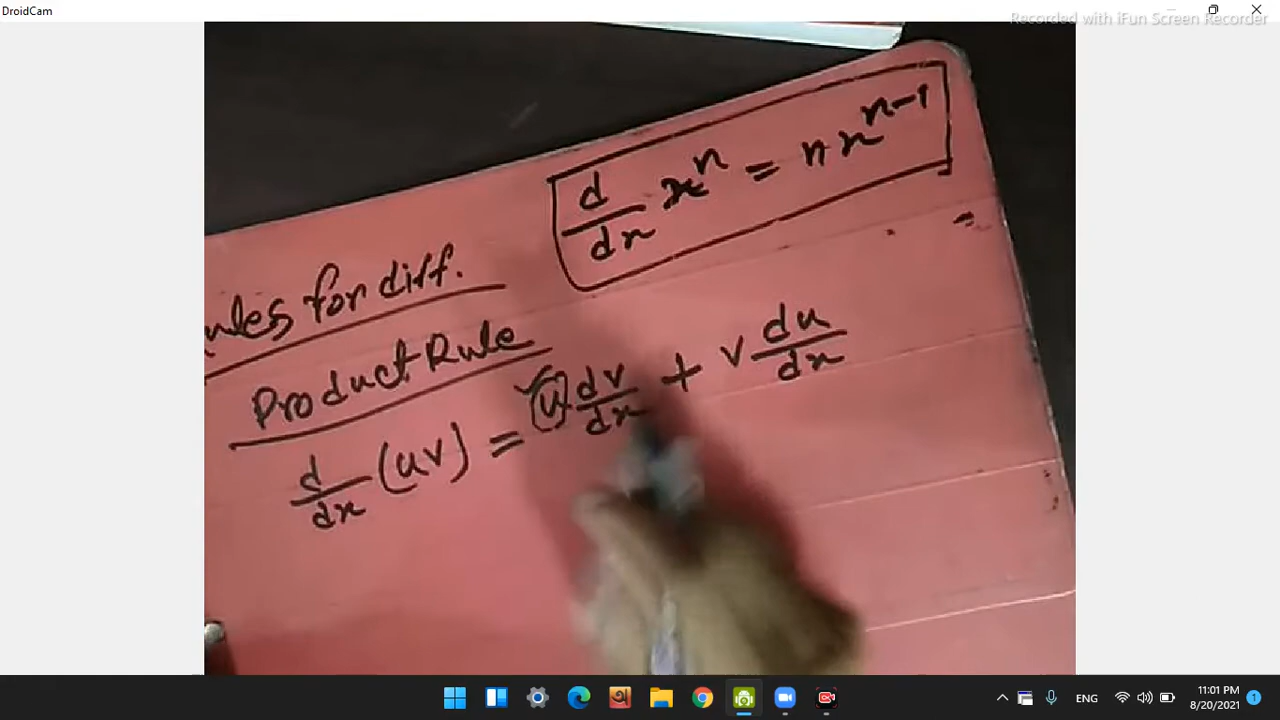 DroidCam
Recorded with iFun Screen Recorder
d/dx x^n = n x^(n-1)
=
ules for diff.
Product Rule
d/dx (uv) = u dv/dx + v du/dx
ENG
11:01 PM
8/20/2021
1